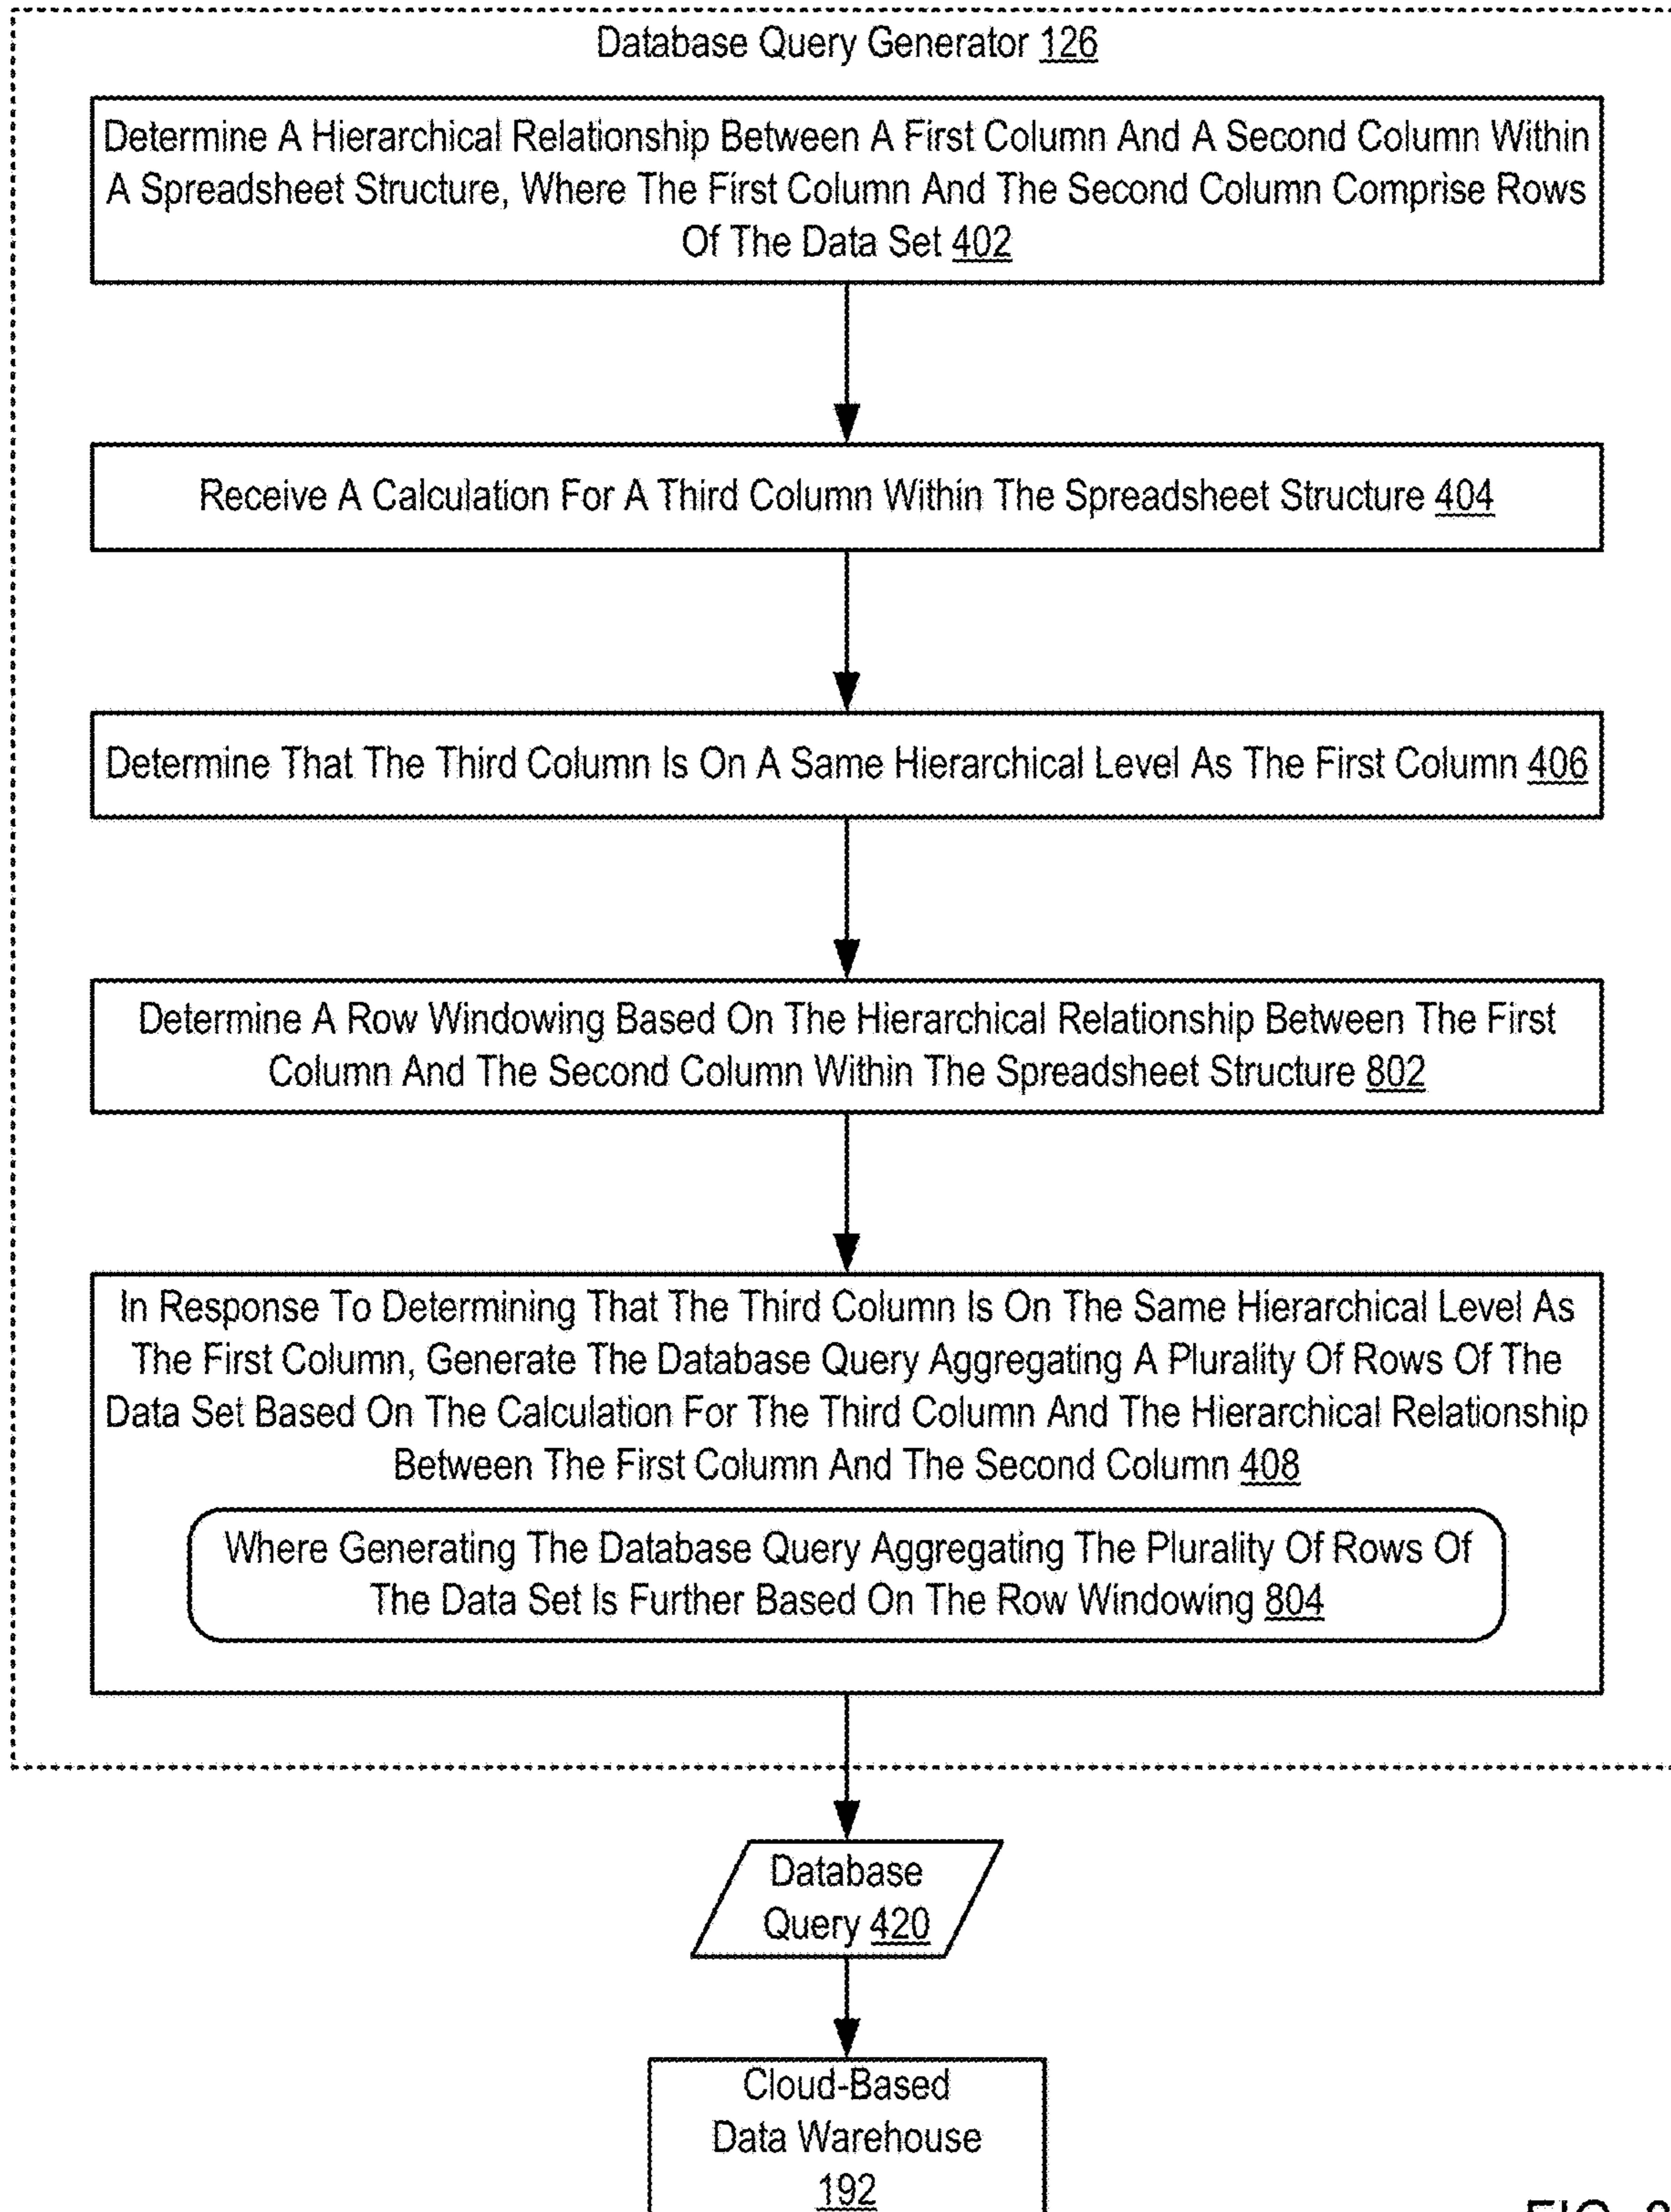 Database Query Generator 126
Determine A Hierarchical Relationship Between A First Column And A Second Column Within
A Spreadsheet Structure, Where The First Column And The Second Column Comprise Rows
Of The Data Set 402
Receive A Calculation For A Third Column Within The Spreadsheet Structure 404
Determine That The Third Column Is On A Same Hierarchical Level As The First Column 406
Determine A Row Windowing Based On The Hierarchical Relationship Between The First
Column And The Second Column Within The Spreadsheet Structure 802
In Response To Determining That The Third Column Is On The Same Hierarchical Level As
The First Column, Generate The Database Query Aggregating A Plurality Of Rows Of The
Data Set Based On The Calculation For The Third Column And The Hierarchical Relationship
Between The First Column And The Second Column 408
Where Generating The Database Query Aggregating The Plurality Of Rows Of
The Data Set Is Further Based On The Row Windowing 804
Database
Query 420
Cloud-Based
Data Warehouse
192